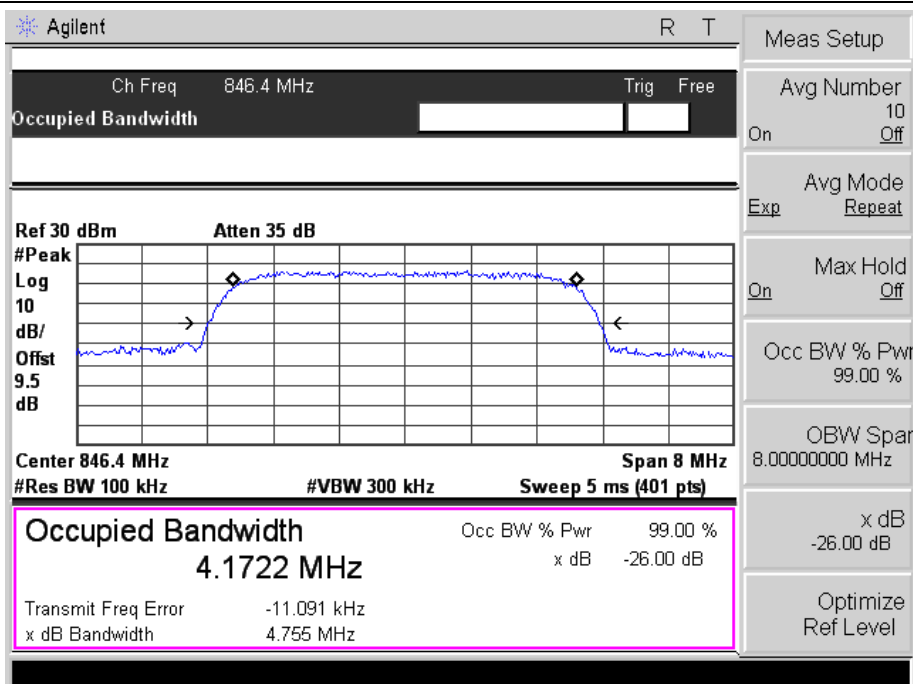 Agilent R T
Ch Freq 846.4 MHz Trig Free
Occupied Bandwidth
Ref 30 dBm Atten 35 dB
#Peak
Log
10
dB/
Offst
9.5
dB
Center 846.4 MHz Span 8 MHz
#Res BW 100 kHz #VBW 300 kHz Sweep 5 ms (401 pts)
Occupied Bandwidth
4.1722 MHz
Occ BW % Pwr 99.00 %
x dB -26.00 dB
Transmit Freq Error -11.091 kHz
x dB Bandwidth 4.755 MHz
Meas Setup
Avg Number
10
On Off
Avg Mode
Exp Repeat
Max Hold
On Off
Occ BW % Pwr
99.00 %
OBW Span
8.00000000 MHz
x dB
-26.00 dB
Optimize
Ref Level